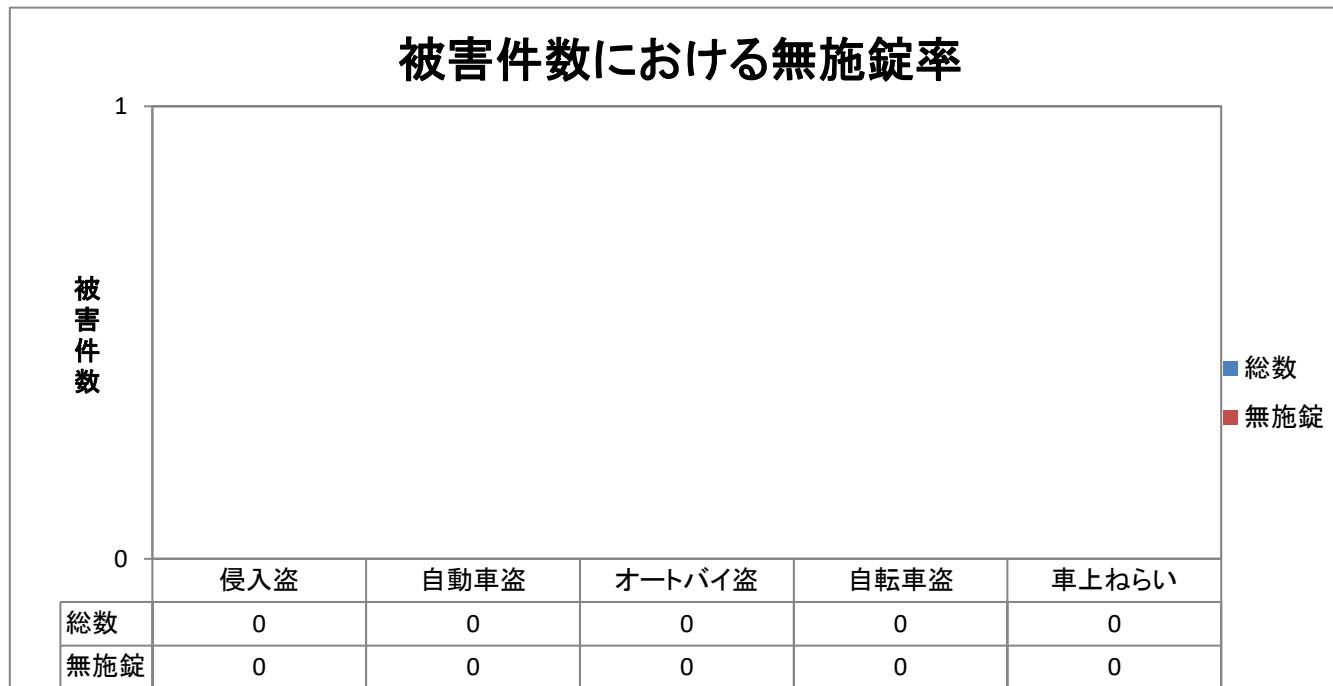 被害件数における無施錠率
1
被害件数
0
総数
無施錠
侵入盗 自動車盗 オートバイ盗 自転車盗 車上ねらい
総数 0 0 0 0 0
無施錠 0 0 0 0 0